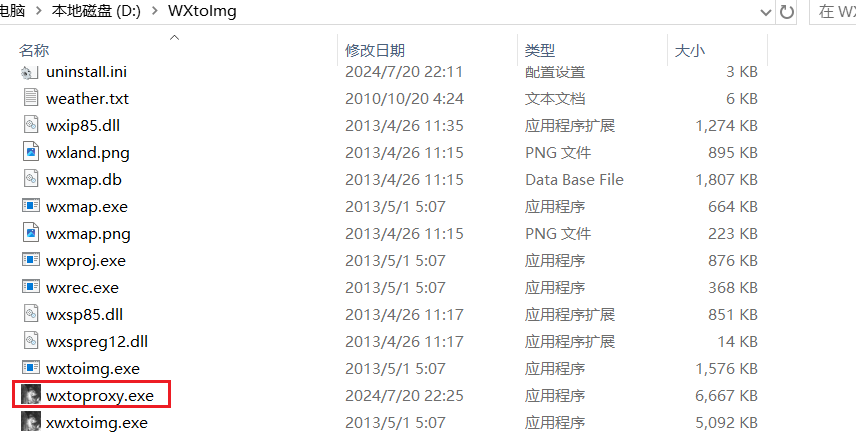 电脑 > 本地磁盘 (D:) > WXtoImg 在 WX
名称 修改日期 类型 大小
uninstall.ini 2024/7/20 22:11 配置设置 3 KB
weather.txt 2010/10/20 4:24 文本文档 6 KB
wxip85.dll 2013/4/26 11:35 应用程序扩展 1,274 KB
wxland.png 2013/4/26 11:15 PNG 文件 895 KB
wxmap.db 2013/4/26 11:15 Data Base File 1,807 KB
wxmap.exe 2013/5/1 5:07 应用程序 664 KB
wxmap.png 2013/4/26 11:15 PNG 文件 223 KB
wxproj.exe 2013/5/1 5:07 应用程序 876 KB
wxrec.exe 2013/5/1 5:07 应用程序 368 KB
wxsp85.dll 2013/4/26 11:17 应用程序扩展 851 KB
wxspreg12.dll 2013/4/26 11:17 应用程序扩展 14 KB
wxtoimg.exe 2013/5/1 5:07 应用程序 1,576 KB
wxtoproxy.exe 2024/7/20 22:25 应用程序 6,667 KB
xwxtoimg.exe 2013/5/1 5:07 应用程序 5,092 KB